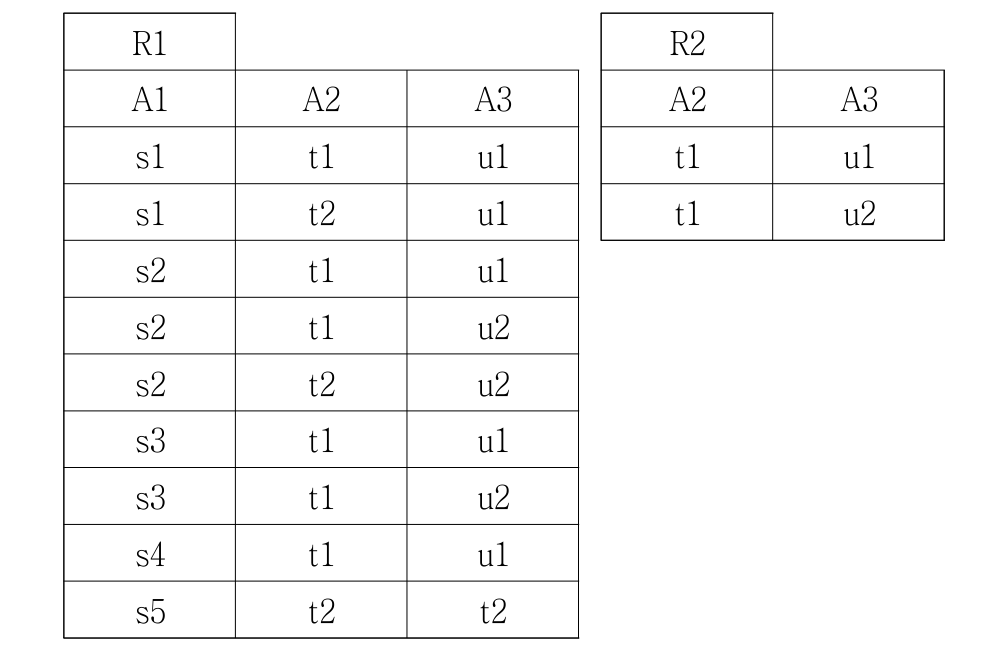 R1 R2
A1 A2 A3 A2 A3
s1 t1 u1 t1 u1
s1 t2 u1 t1 u2
s2 t1 u1
s2 t1 u2
s2 t2 u2
s3 t1 u1
s3 t1 u2
s4 t1 u1
s5 t2 t2